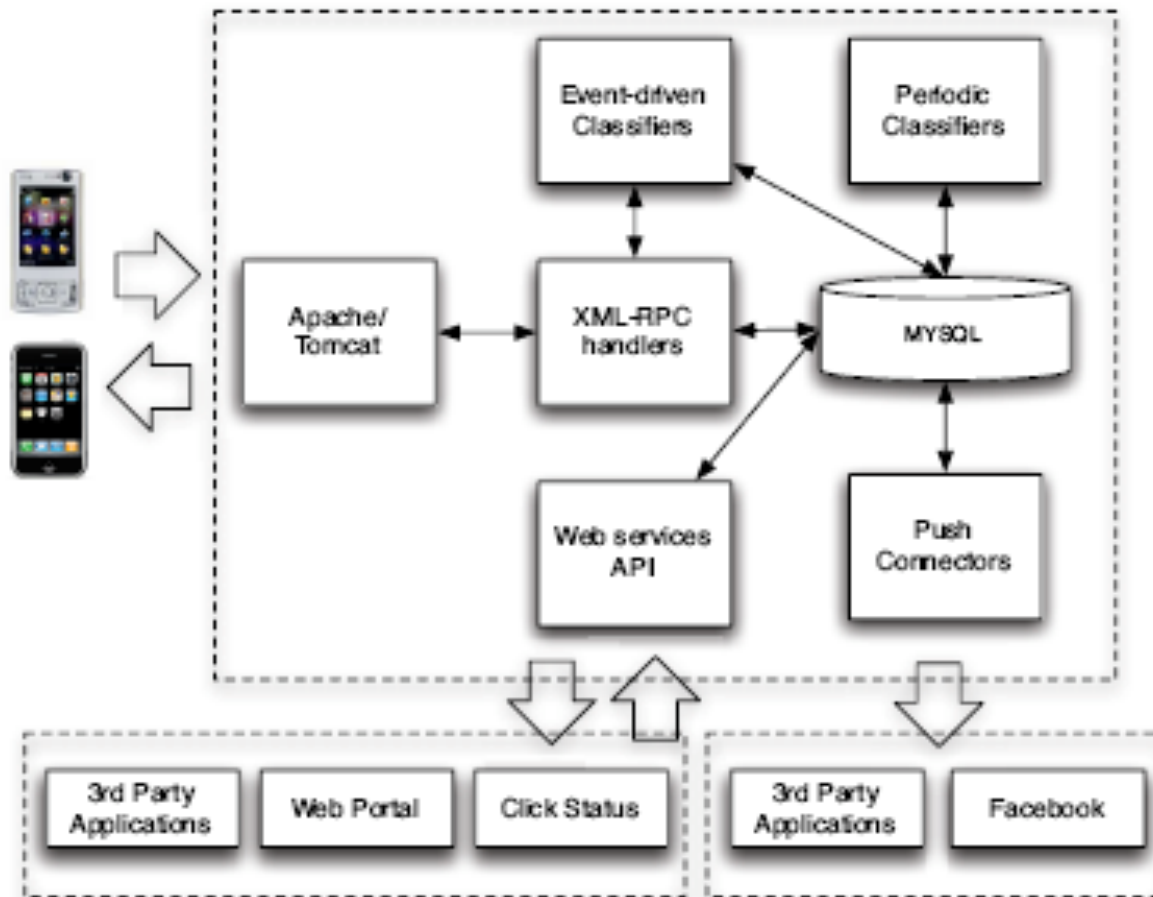 Event-driven
Classifiers
Periodic
Classifiers
Apache/
Tomcat
XML-RPC
handlers
MYSQL
Web services
API
Push
Connectors
3rd Party
Applications
Web Portal
Click Status
3rd Party
Applications
Facebook